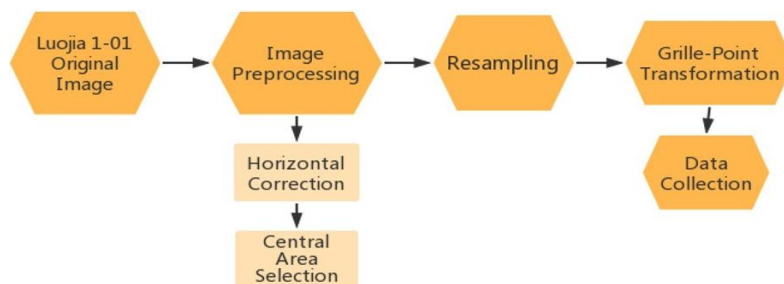 Luojia 1-01
Original
Image
Image
Preprocessing
Resampling
Grille-Point
Transformation
Horizontal
Correction
Data
Collection
Central
Area
Selection